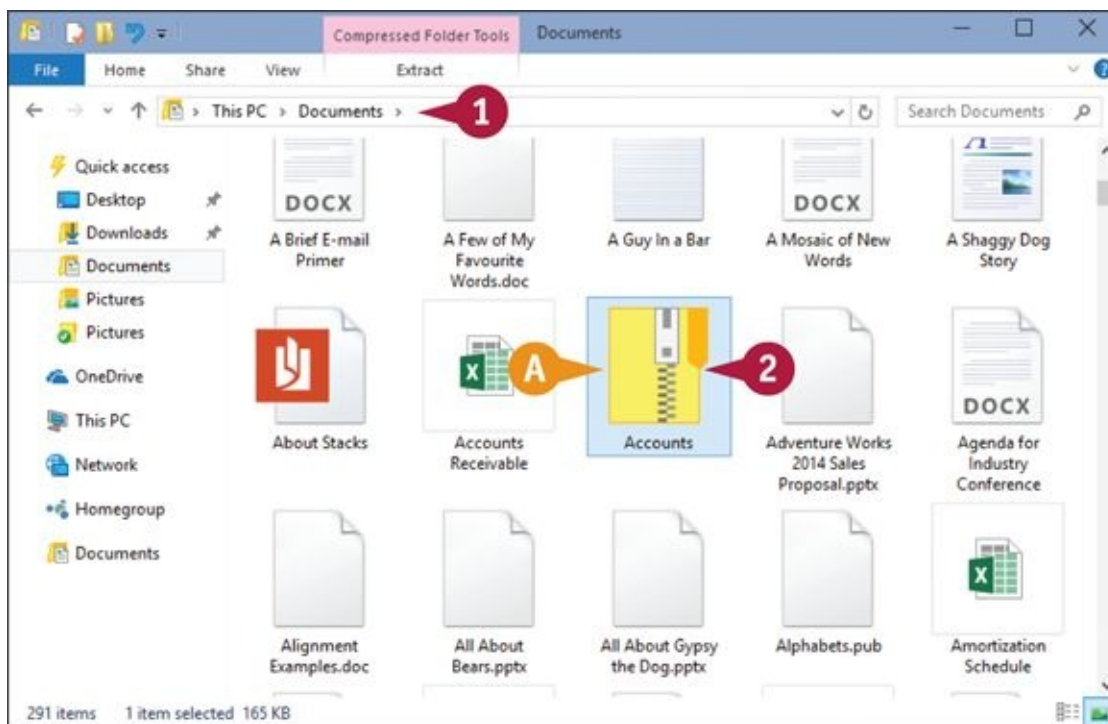 Compressed Folder Tools
Documents
File
Home
Share
View
Extract
This PC > Documents >
1
Search Documents
Quick access
Desktop
Downloads
Documents
Pictures
Pictures
OneDrive
This PC
Network
Homegroup
Documents
DOCX
DOCX
A Brief E-mail
Primer
A Few of My
Favourite
Words.doc
A Guy In a Bar
A Mosaic of New
Words
A Shaggy Dog
Story
A
2
DOCX
About Stacks
Accounts
Receivable
Accounts
Adventure Works
2014 Sales
Proposal.pptx
Agenda for
Industry
Conference
Alignment
Examples.doc
All About
Bears.pptx
All About Gypsy
the Dog.pptx
Alphabets.pub
Amortization
Schedule
291 items
1 item selected 165 KB